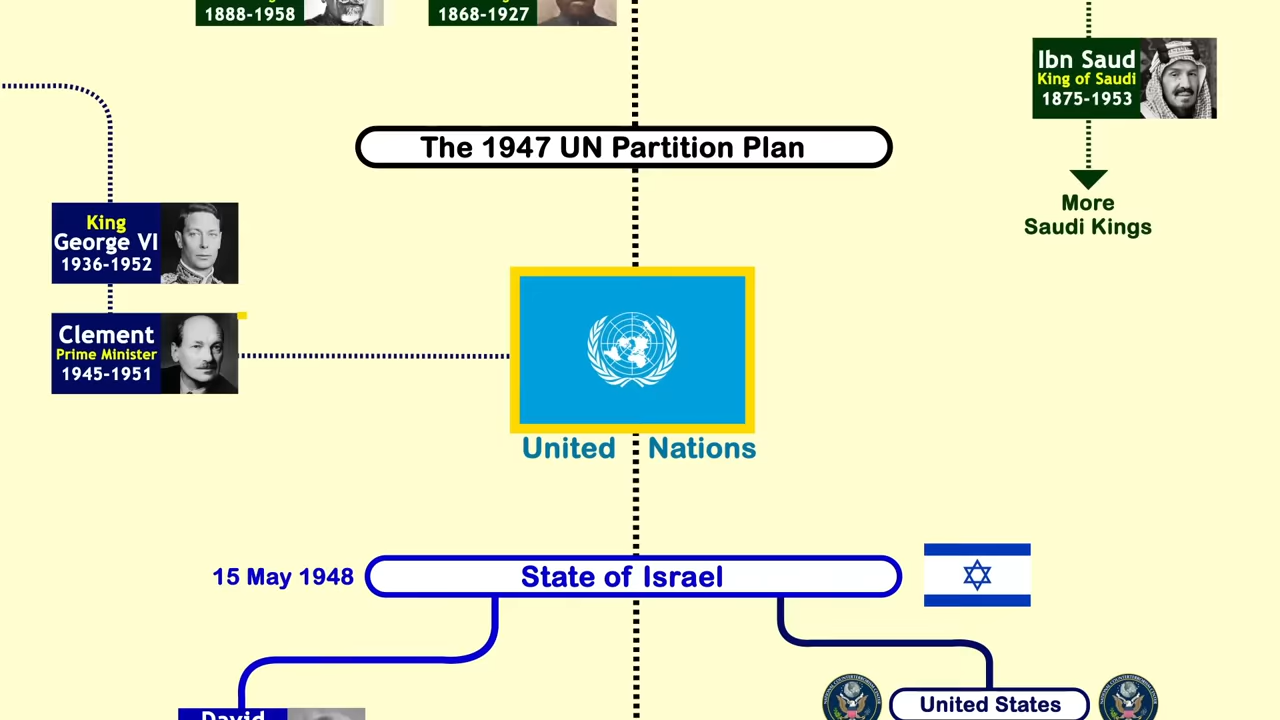 1888-1958
1868-1927
Ibn Saud
King of Saudi
1875-1953
The 1947 UN Partition Plan
More
Saudi Kings
King
George VI
1936-1952
Clement
Prime Minister
1945-1951
United Nations
15 May 1948
State of Israel
United States
David